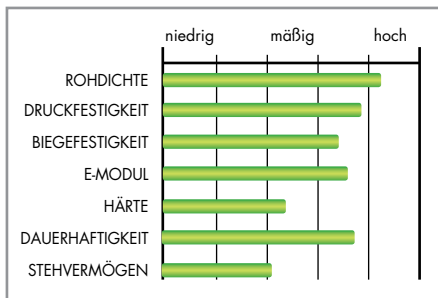 niedrig mäßig hoch
ROHDICHTE
DRUCKFESTIGKEIT
BIEGEFESTIGKEIT
E-MODUL
HÄRTE
DAUERHAFTIGKEIT
STEHVERMÖGEN